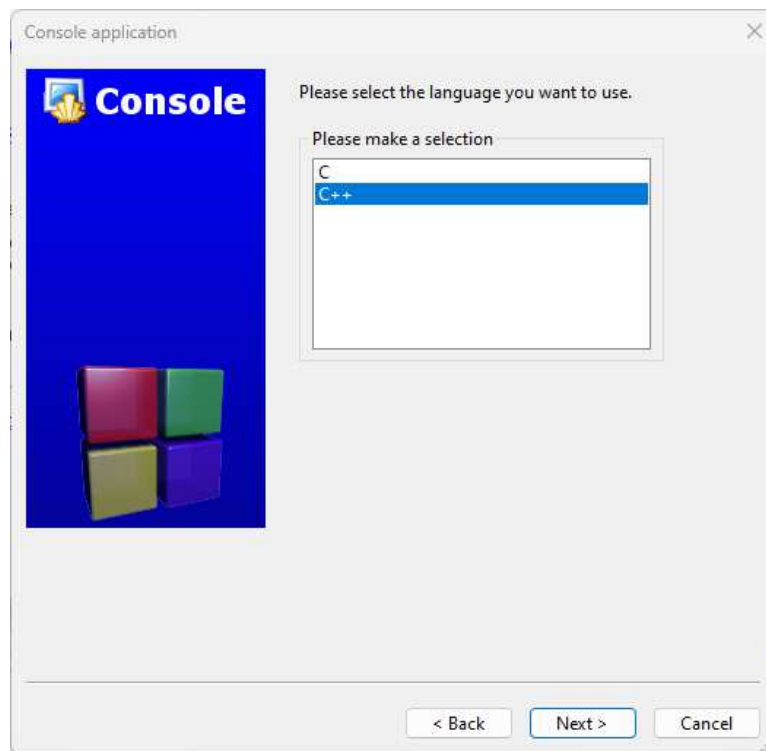 Console application
Console
Please select the language you want to use.
Please make a selection
C
C++
< Back
Next >
Cancel